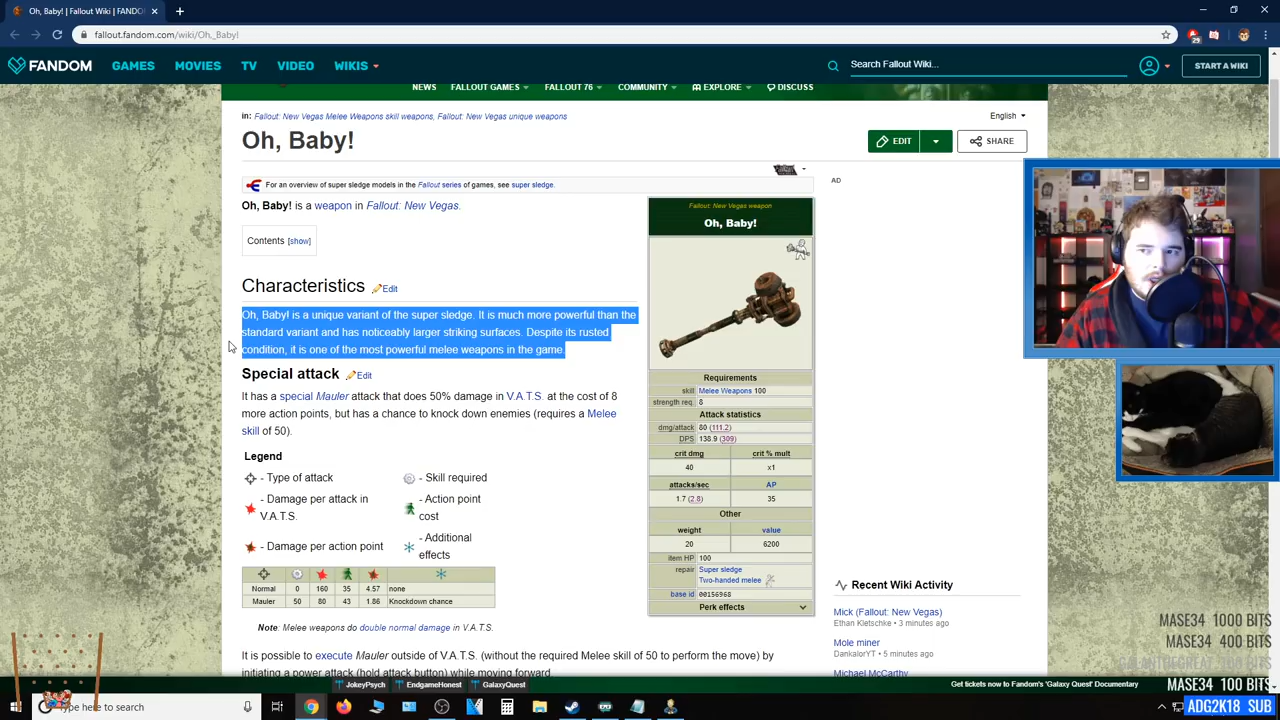 Oh, Baby! | Fallout Wiki | FANDOM
fallout.fandom.com/wiki/Oh,_Baby!
29
FANDOM
GAMES
MOVIES
TV
VIDEO
WIKIS
Search Fallout Wiki...
START A WIKI
NEWS
FALLOUT GAMES
FALLOUT 76
COMMUNITY
EXPLORE
DISCUSS
in: Fallout: New Vegas Melee Weapons skill weapons, Fallout: New Vegas unique weapons
English
Oh, Baby!
EDIT
SHARE
For an overview of super sledge models in the Fallout series of games, see super sledge.
AD
Oh, Baby! is a weapon in Fallout: New Vegas.
Contents [show]
Characteristics
Edit
Oh, Baby! is a unique variant of the super sledge. It is much more powerful than the
standard variant and has noticeably larger striking surfaces. Despite its rusted
condition, it is one of the most powerful melee weapons in the game.
Special attack
Edit
It has a special Mauler attack that does 50% damage in V.A.T.S. at the cost of 8
more action points, but has a chance to knock down enemies (requires a Melee
skill of 50).
Legend
- Type of attack
- Skill required
- Damage per attack in
V.A.T.S.
- Action point
cost
- Damage per action point
- Additional
effects
Normal 0 160 35 4.57 none
Mauler 50 80 43 1.86 Knockdown chance
Note: Melee weapons do double normal damage in V.A.T.S.
It is possible to execute Mauler outside of V.A.T.S. (without the required Melee skill of 50 to perform the move) by
initiating a power attack (hold attack button) while moving forward.
Fallout: New Vegas weapon
Oh, Baby!
Requirements
skill Melee Weapons 100
strength req. 8
Attack statistics
dmg/attack 80 (111.2)
DPS 138.9 (309)
crit dmg crit % mult
40 x1
attacks/sec AP
1.7 (2.8) 35
Other
weight value
20 6200
item HP 100
repair Super sledge
Two-handed melee
base id 00156968
Perk effects
Recent Wiki Activity
Mick (Fallout: New Vegas)
Ethan Kletschke • 3 minutes ago
Mole miner
DankalorYT • 5 minutes ago
Michael McCarthy
MASE34 1000 BITS
MASE34 400 BITS
MASE34 100 BITS
ADG2K18 SUB
JokeyPsych
EndgameHonest
GalaxyQuest
Get tickets now to Fandom's 'Galaxy Quest' Documentary
Type here to search